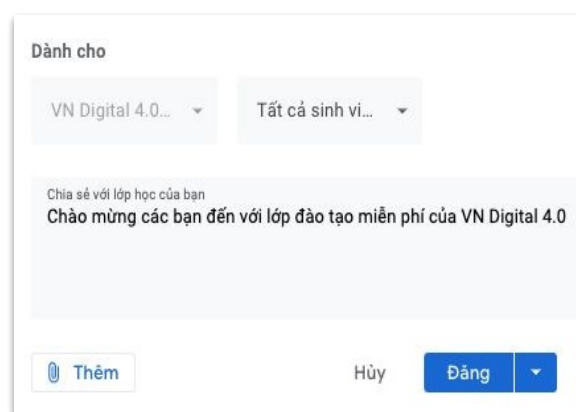 Dành cho
VN Digital 4.0... Tất cả sinh vi...
Chia sẻ với lớp học của bạn
Chào mừng các bạn đến với lớp đào tạo miễn phí của VN Digital 4.0
Thêm Hủy Đăng